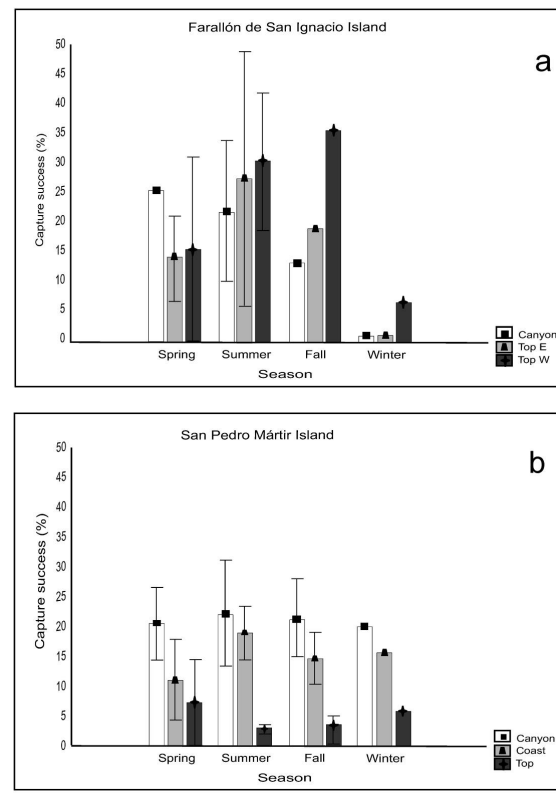 Farallón de San Ignacio Island
a
50
45
40
35
30
25
20
15
10
5
0
Capture success (%)
Spring Summer Fall Winter
Season
Canyon
Top E
Top W
San Pedro Mártir Island
b
50
45
40
35
30
25
20
15
10
5
0
Capture success (%)
Spring Summer Fall Winter
Season
Canyon
Coast
Top